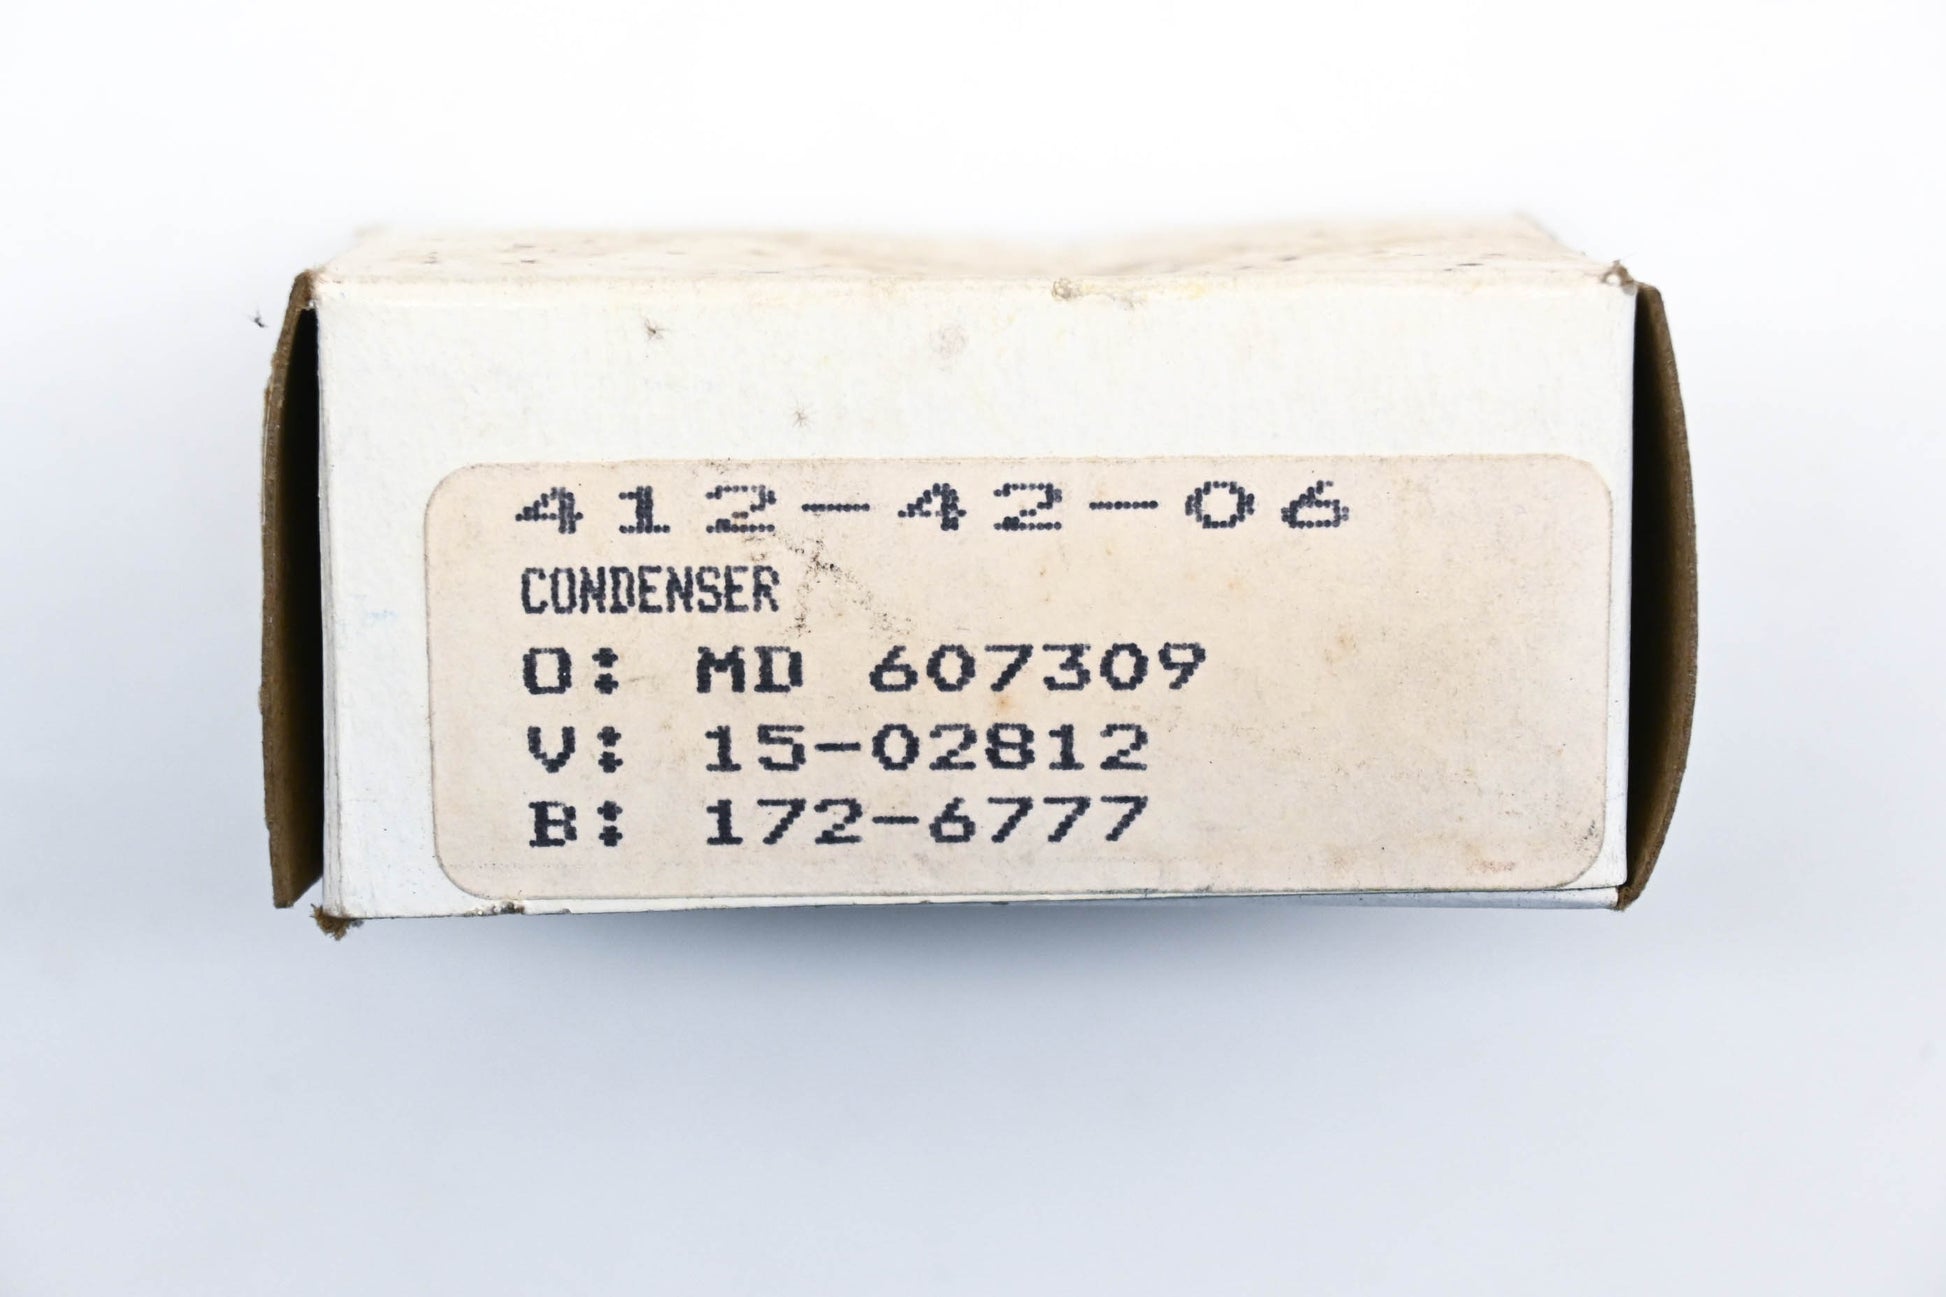 412-42-06
CONDENSER
O: MD 607309
V: 15-02812
B: 172-6777